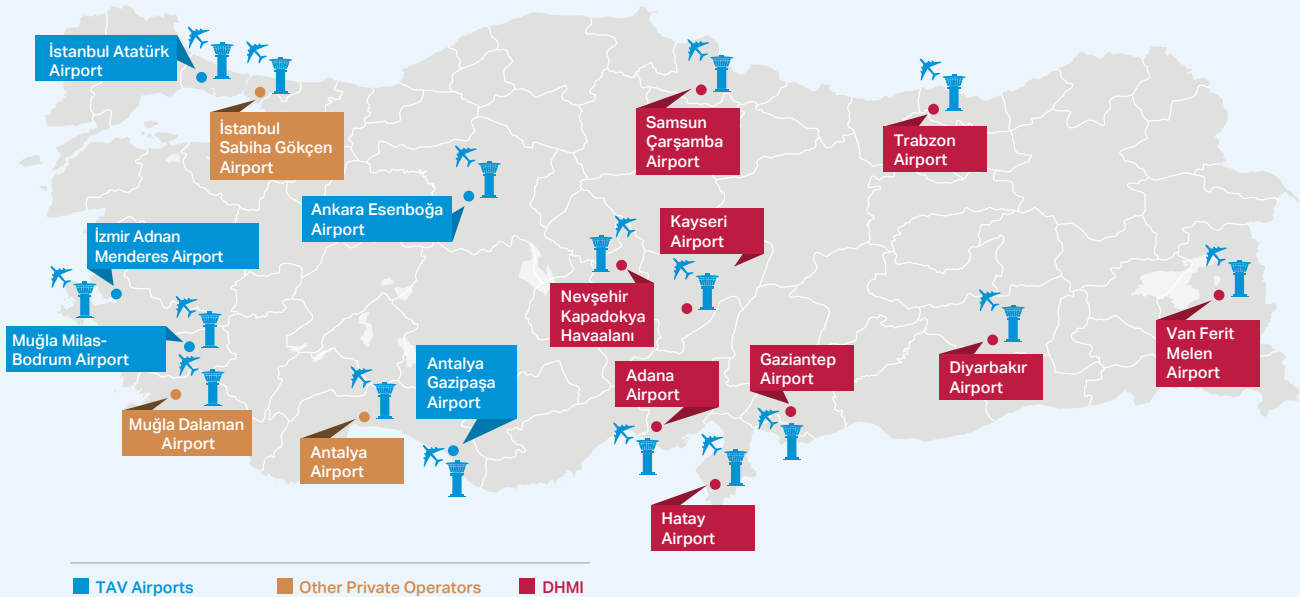 İstanbul Atatürk
Airport
İstanbul
Sabiha Gökçen
Airport
Samsun
Çarşamba
Airport
Trabzon
Airport
Ankara Esenboğa
Airport
İzmir Adnan
Menderes Airport
Kayseri
Airport
Nevşehir
Kapadokya
Havaalanı
Muğla Milas-
Bodrum Airport
Van Ferit
Melen
Airport
Antalya
Gazipaşa
Airport
Adana
Airport
Gaziantep
Airport
Diyarbakır
Airport
Muğla Dalaman
Airport
Antalya
Airport
Hatay
Airport
TAV Airports
Other Private Operators
DHMI